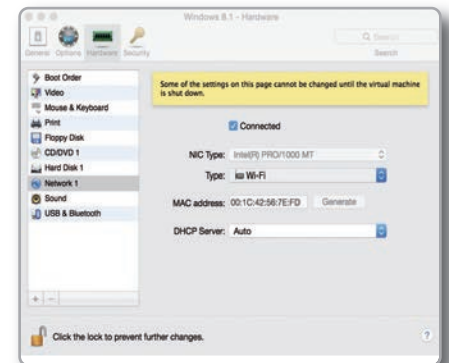 Windows 8.1 - Hardware
General Options Hardware Security
Search
Search
Boot Order
Video
Mouse & Keyboard
Print
Floppy Disk
CD/DVD 1
Hard Disk 1
Network 1
Sound
USB & Bluetooth
Some of the settings on this page cannot be changed until the virtual machine
is shut down.
Connected
NIC Type: Intel(R) PRO/1000 MT
Type: Wi-Fi
MAC address: 00:1C:42:56:7E:FD Generate
DHCP Server: Auto
+ -
Click the lock to prevent further changes.
?